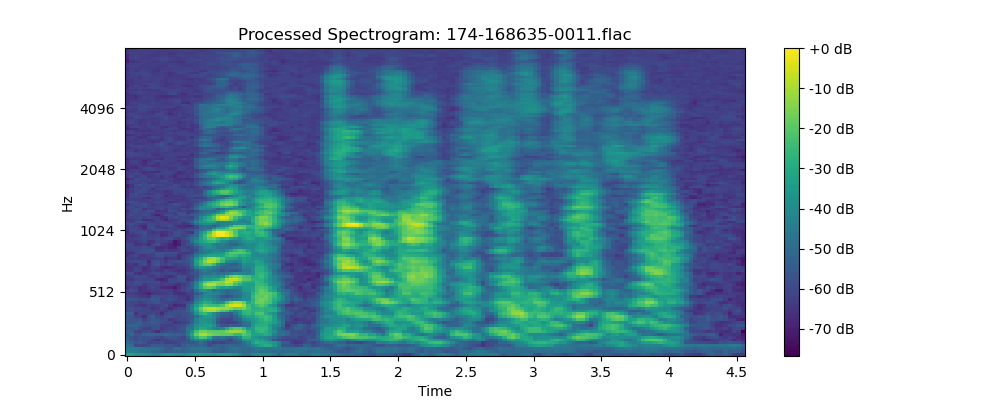 Processed Spectrogram: 174-168635-0011.flac
Hz
4096
2048
1024
512
0
0 0.5 1 1.5 2 2.5 3 3.5 4 4.5
Time
+0 dB
-10 dB
-20 dB
-30 dB
-40 dB
-50 dB
-60 dB
-70 dB